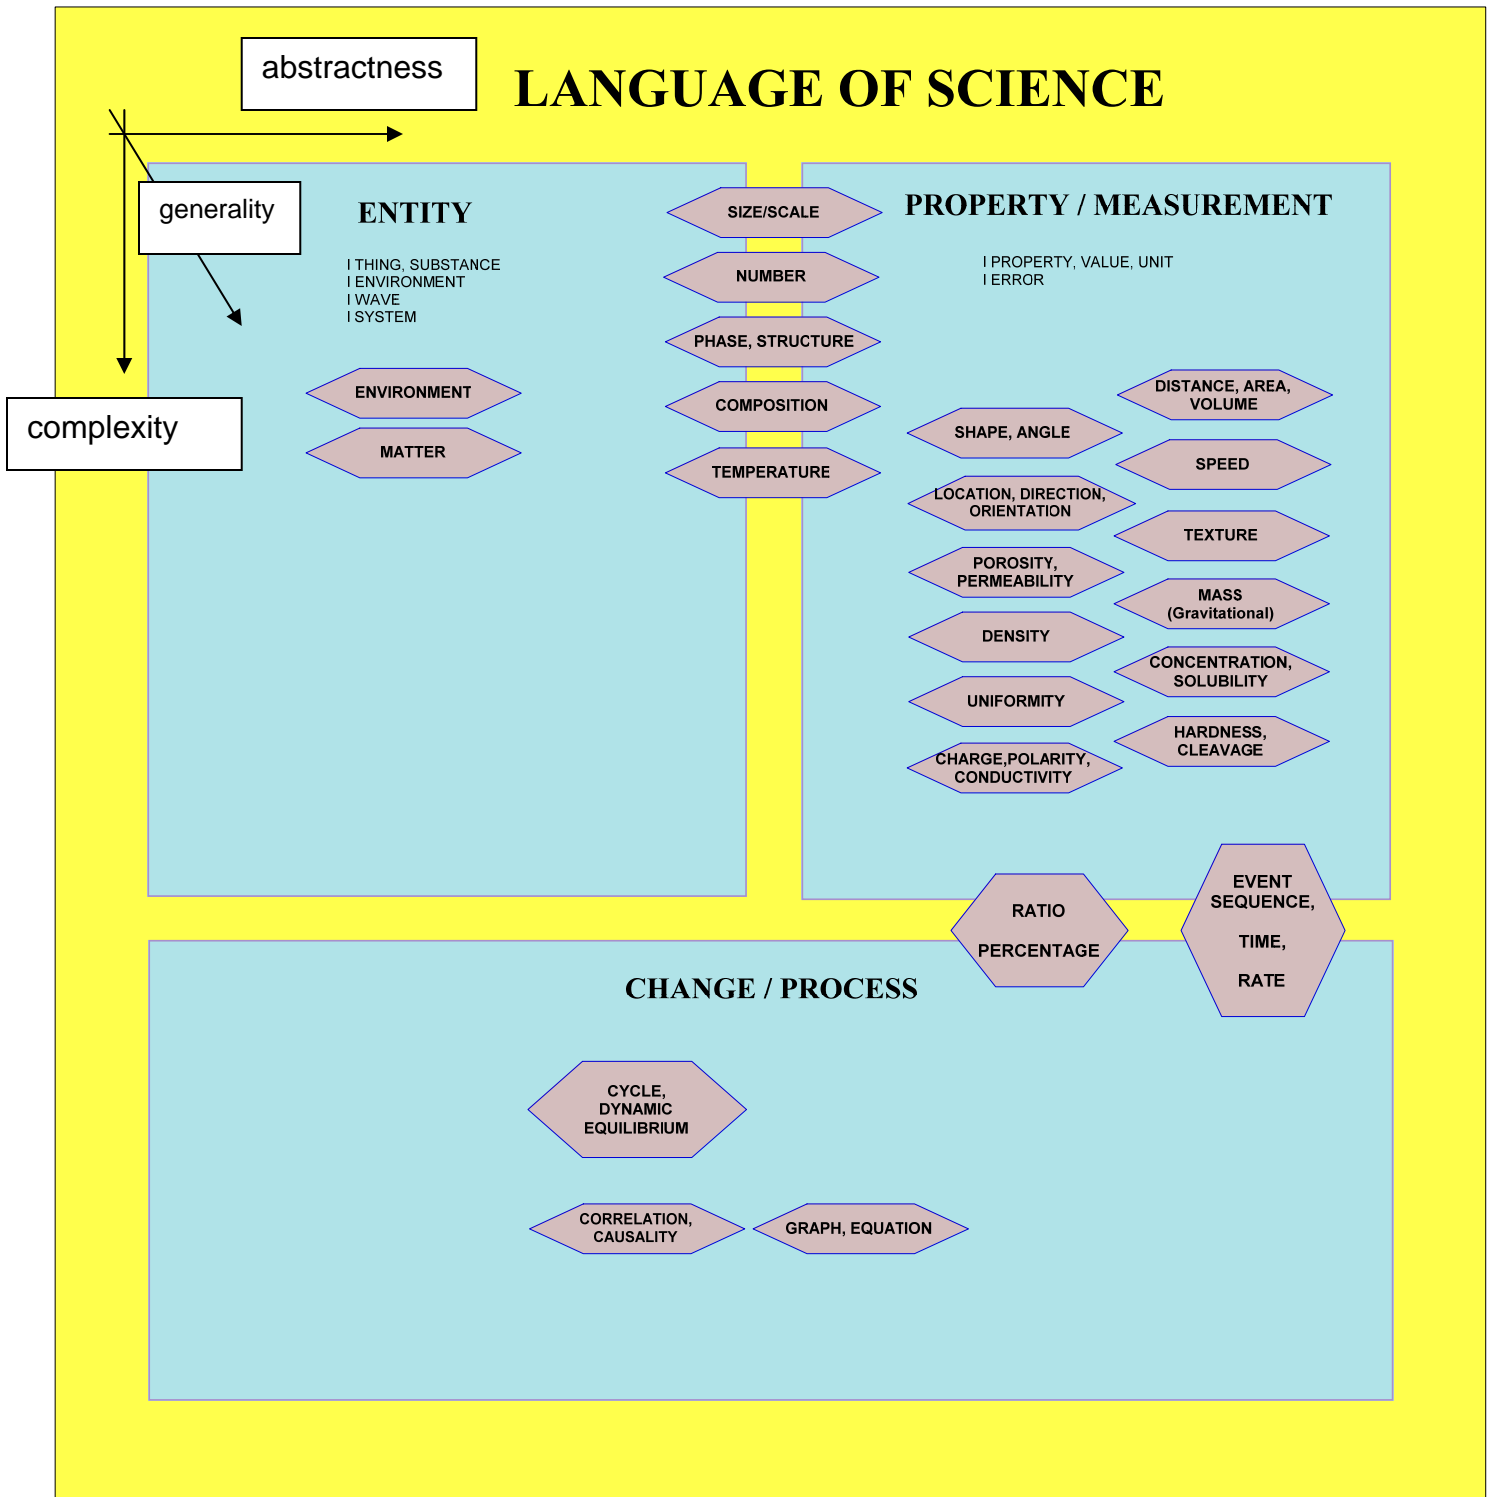 abstractness
LANGUAGE OF SCIENCE
generality
complexity
ENTITY
I THING, SUBSTANCE
I ENVIRONMENT
I WAVE
I SYSTEM
ENVIRONMENT
MATTER
SIZE/SCALE
NUMBER
PHASE, STRUCTURE
COMPOSITION
TEMPERATURE
PROPERTY / MEASUREMENT
I PROPERTY, VALUE, UNIT
I ERROR
SHAPE, ANGLE
LOCATION, DIRECTION,
ORIENTATION
POROSITY,
PERMEABILITY
DENSITY
UNIFORMITY
CHARGE,POLARITY,
CONDUCTIVITY
DISTANCE, AREA,
VOLUME
SPEED
TEXTURE
MASS
(Gravitational)
CONCENTRATION,
SOLUBILITY
HARDNESS,
CLEAVAGE
RATIO
PERCENTAGE
EVENT
SEQUENCE,
TIME,
RATE
CHANGE / PROCESS
CYCLE,
DYNAMIC
EQUILIBRIUM
CORRELATION,
CAUSALITY
GRAPH, EQUATION